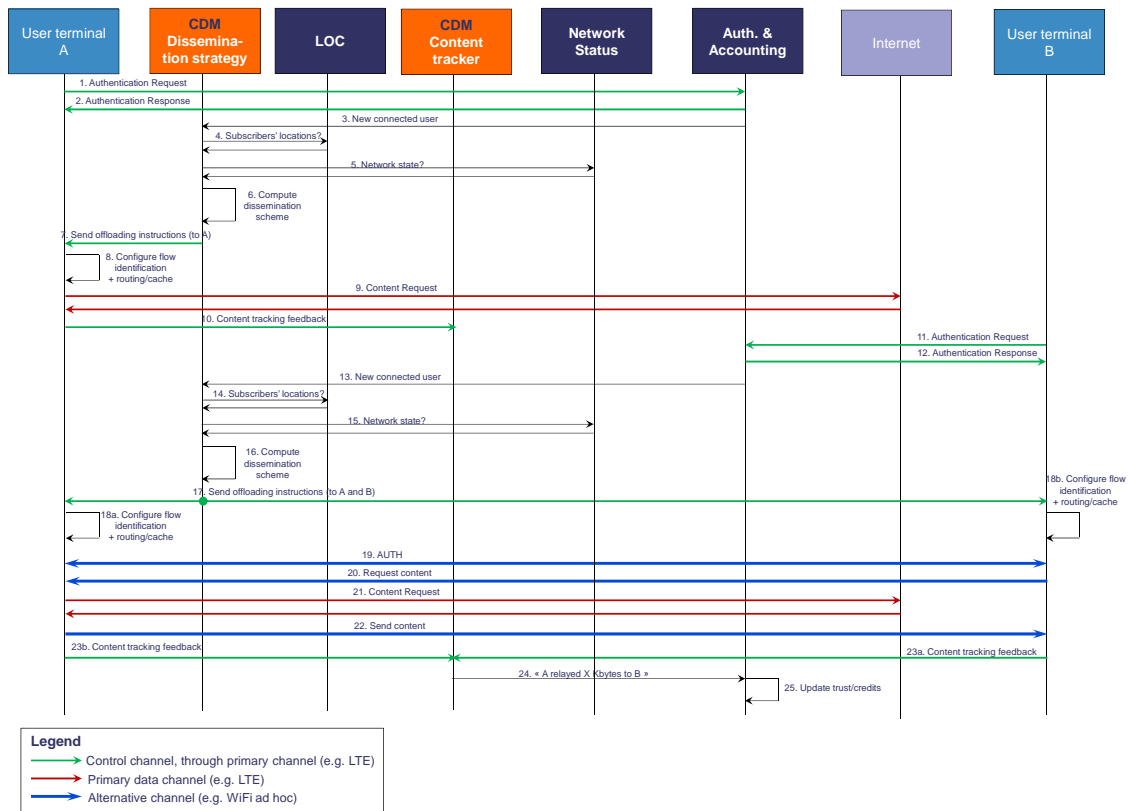 User terminal
A
CDM
Dissemina-
tion strategy
LOC
CDM
Content
tracker
Network
Status
Auth. &
Accounting
Internet
User terminal
B
1. Authentication Request
2. Authentication Response
3. New connected user
4. Subscribers' locations?
5. Network state?
6. Compute
dissemination
scheme
7. Send offloading instructions (to A)
8. Configure flow
identification
+ routing/cache
9. Content Request
10. Content tracking feedback
11. Authentication Request
12. Authentication Response
13. New connected user
14. Subscribers' locations?
15. Network state?
16. Compute
dissemination
scheme
17. Send offloading instructions (to A and B)
18b. Configure flow
identification
+ routing/cache
18a. Configure flow
identification
+ routing/cache
19. AUTH
20. Request content
21. Content Request
22. Send content
23b. Content tracking feedback
23a. Content tracking feedback
24. « A relayed X Kbytes to B »
25. Update trust/credits
Legend
Control channel, through primary channel (e.g. LTE)
Primary data channel (e.g. LTE)
Alternative channel (e.g. WiFi ad hoc)